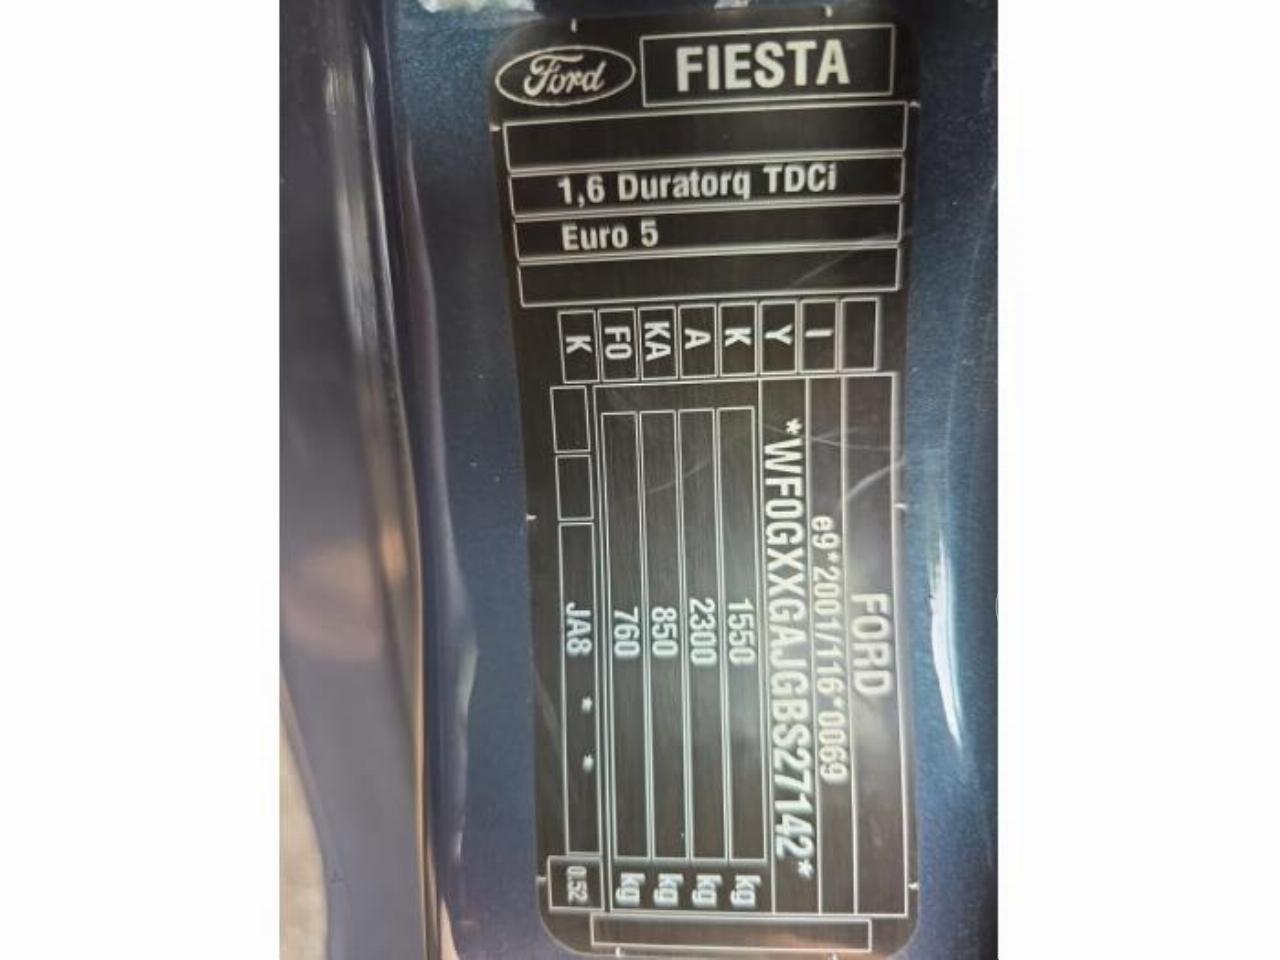 Ford
FIESTA
1,6 Duratorq TDCi
Euro 5
FORD
I e9*2001/116*0069
Y *WF0GXXGAJGBS27142*
K 1550 kg
A 2300 kg
KA 850 kg
F0 760 kg
K JA8 * * 0.52